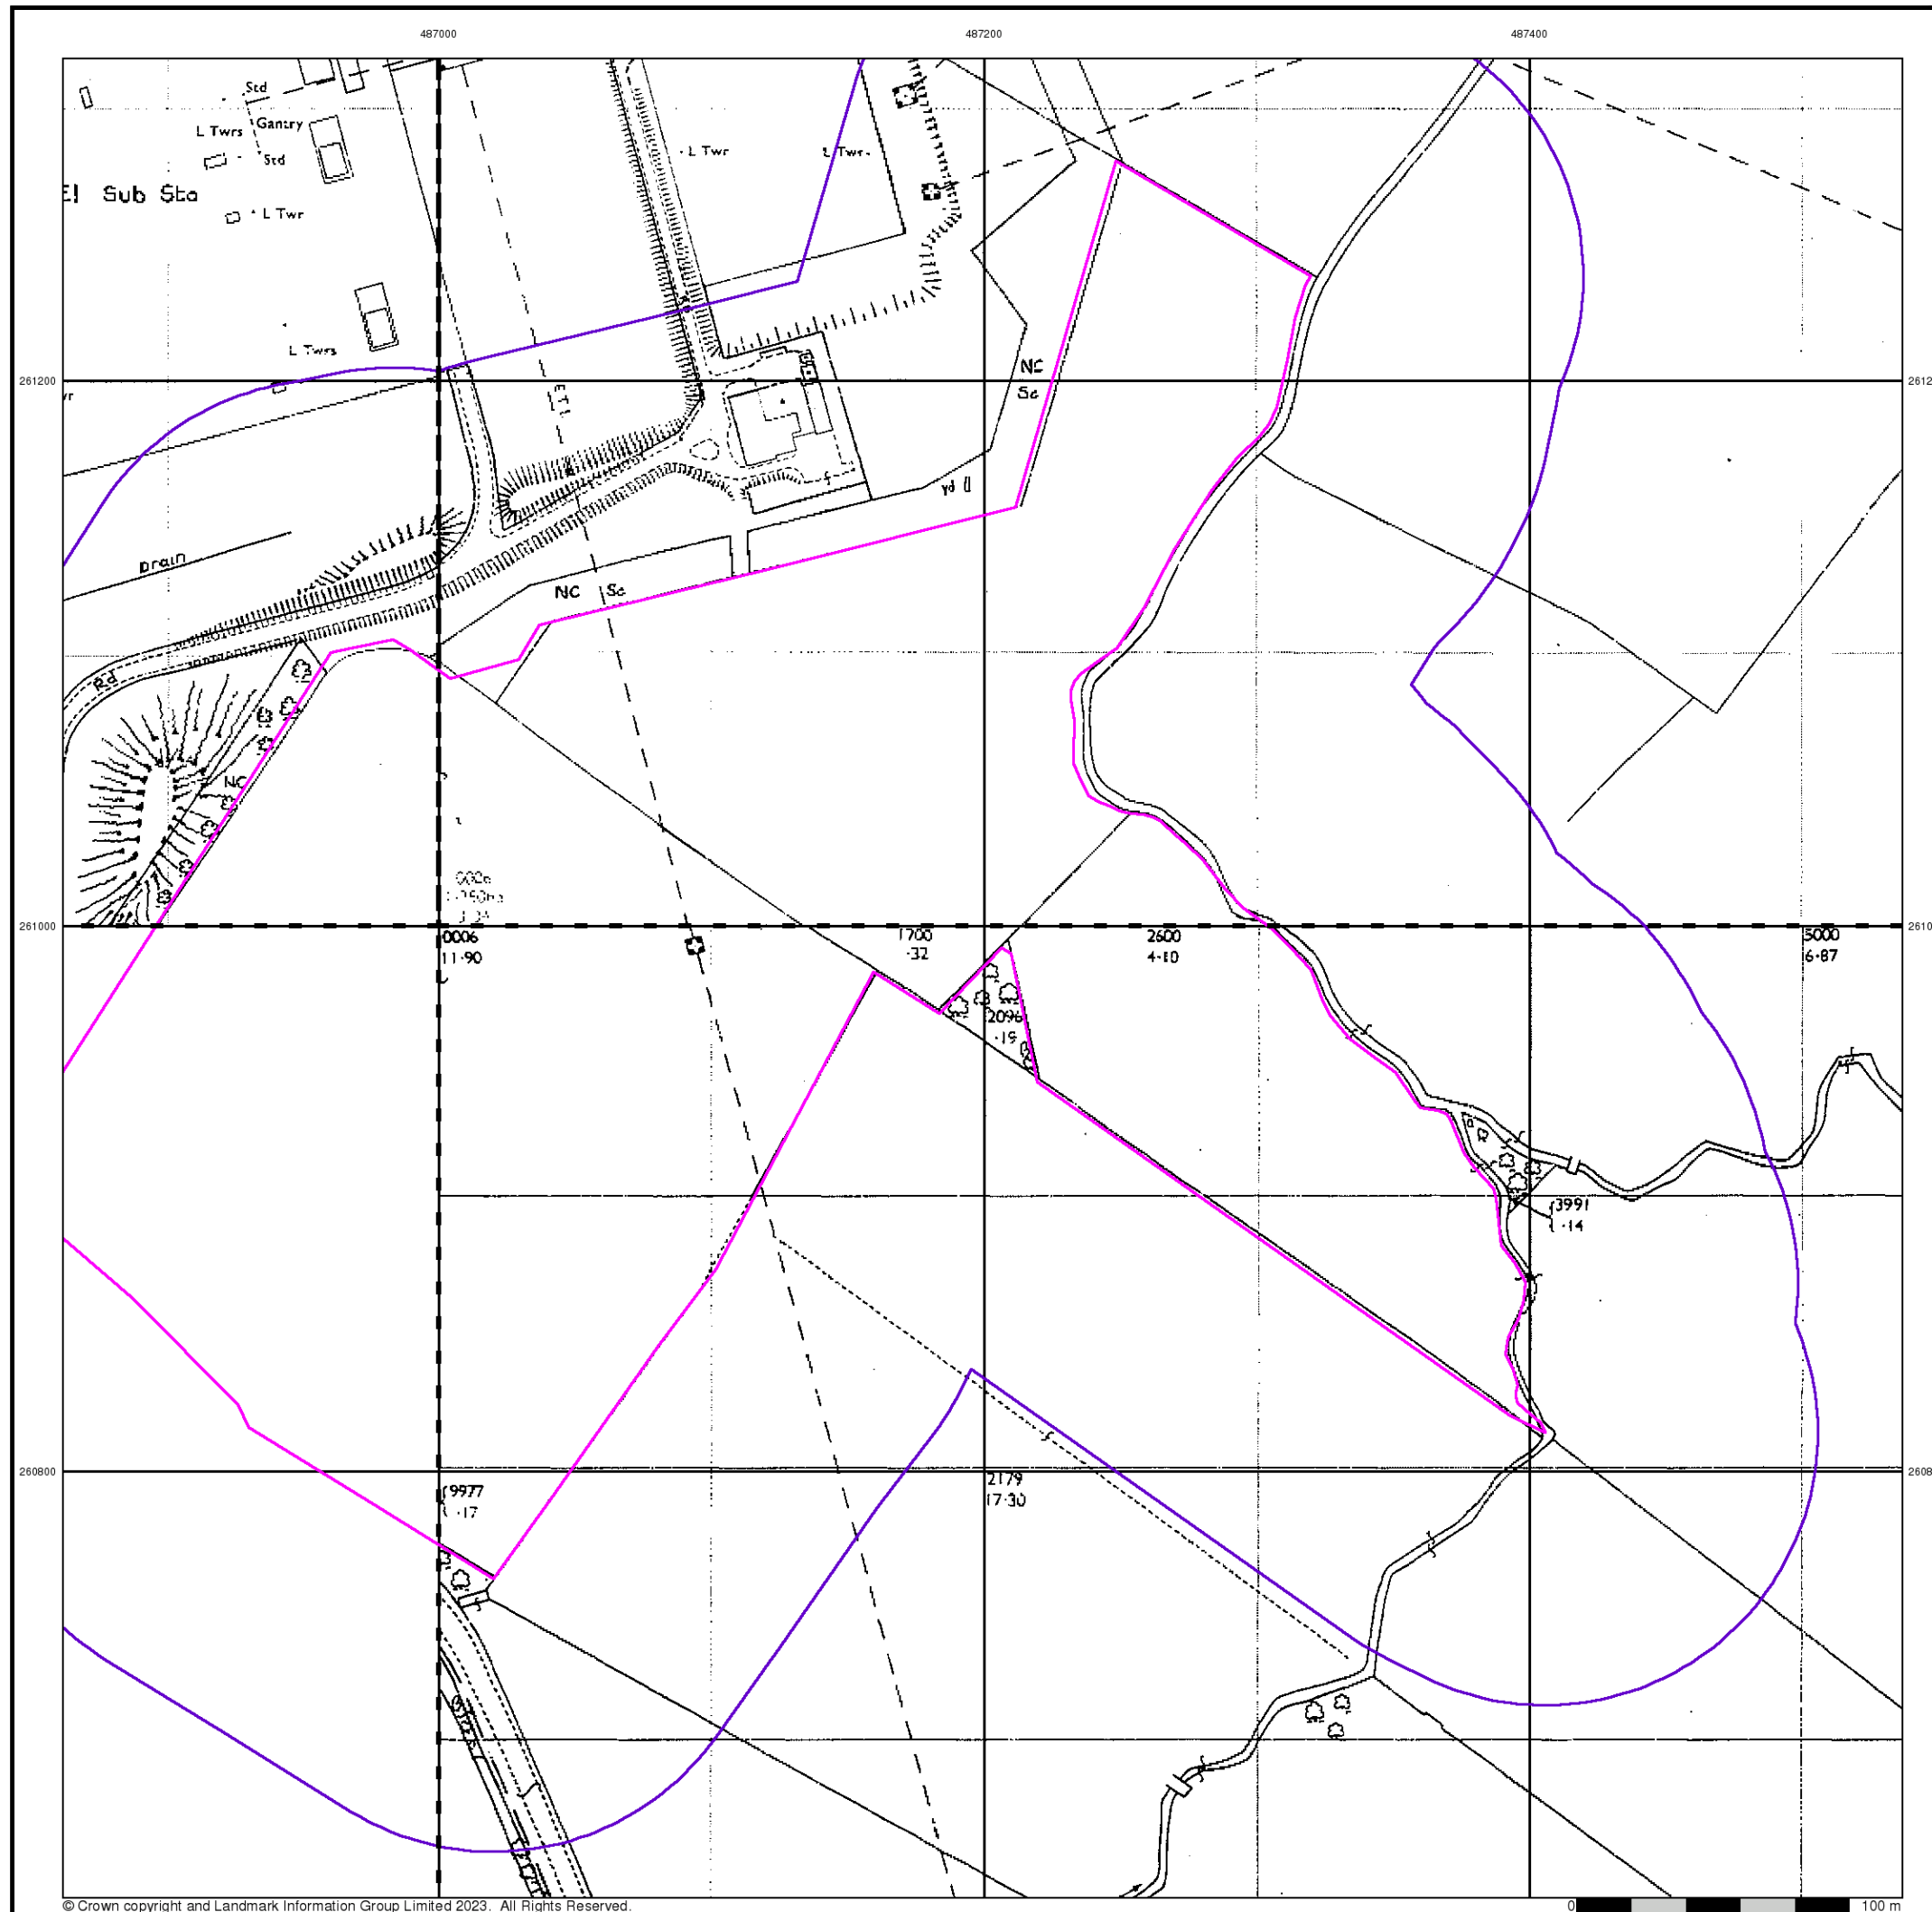 487000 487200 487400
Std
L Twrs Gantry
Std
El Sub Sta
L Twr
L Twrs
L Twr
L Twr
261200
ETL
NC
Sc
Drain
NC Sc
Rd
NC
261000
0006
11·90
1700
·32
2600
4·10
5000
6·87
2096
·19
3991
·14
260800
9977
·17
2179
17·30
© Crown copyright and Landmark Information Group Limited 2023. All Rights Reserved.
0 100 m